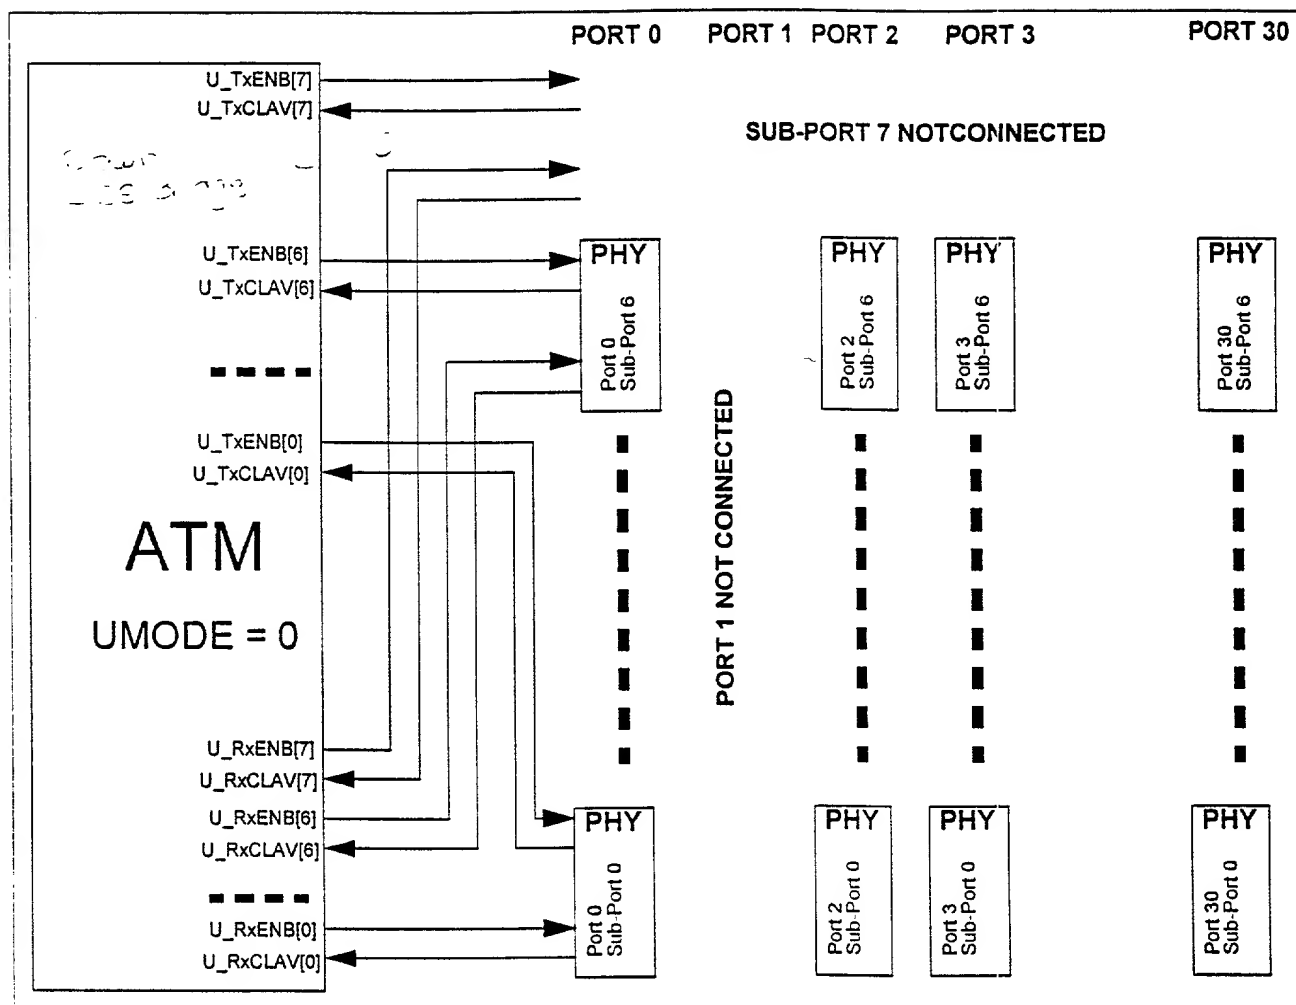 PORT 0 PORT 1 PORT 2 PORT 3 PORT 30
U_TxENB[7]
U_TxCLAV[7]
SUB-PORT 7 NOTCONNECTED
U_TxENB[6]
U_TxCLAV[6]
PHY
Port 0
Sub-Port 6
PHY
Port 2
Sub-Port 6
PHY
Port 3
Sub-Port 6
PHY
Port 30
Sub-Port 6
U_TxENB[0]
U_TxCLAV[0]
PORT 1 NOT CONNECTED
ATM
UMODE = 0
U_RxENB[7]
U_RxCLAV[7]
U_RxENB[6]
U_RxCLAV[6]
U_RxENB[0]
U_RxCLAV[0]
PHY
Port 0
Sub-Port 0
PHY
Port 2
Sub-Port 0
PHY
Port 3
Sub-Port 0
PHY
Port 30
Sub-Port 0